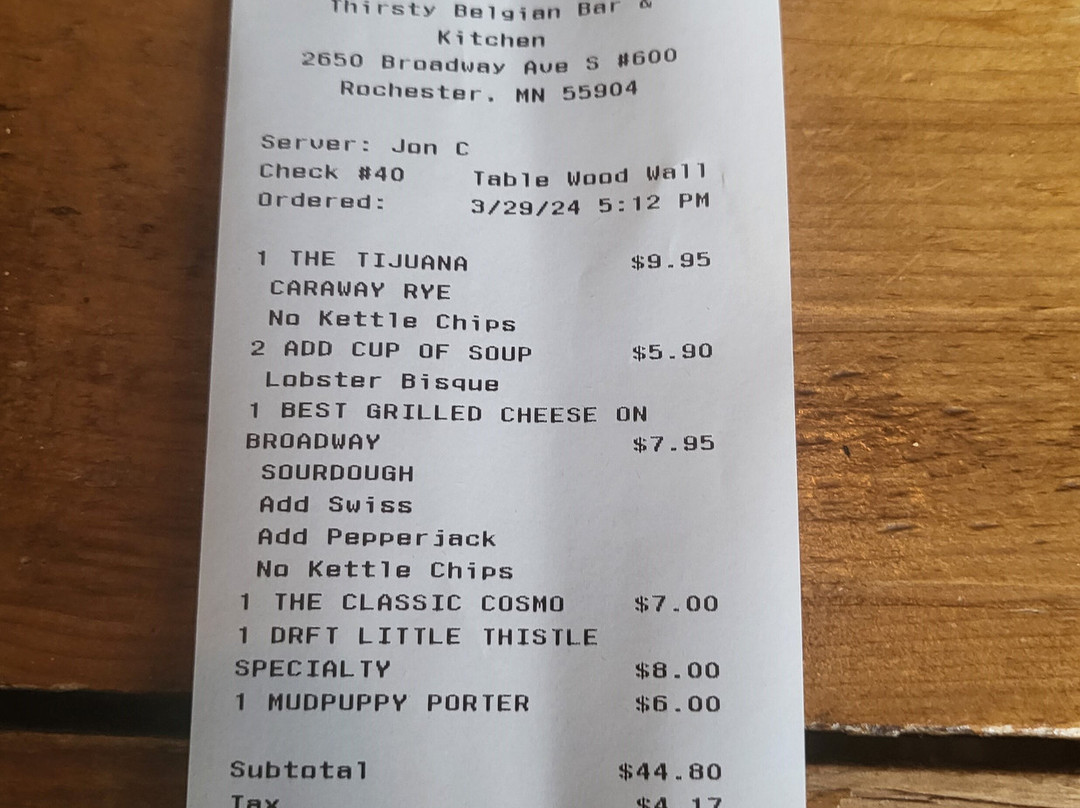 Thirsty Belgian Bar &
Kitchen
2650 Broadway Ave S #600
Rochester, MN 55904
Server: Jon C
Check #40 Table Wood Wall
Ordered: 3/29/24 5:12 PM
1 THE TIJUANA $9.95
CARAWAY RYE
No Kettle Chips
2 ADD CUP OF SOUP $5.90
Lobster Bisque
1 BEST GRILLED CHEESE ON
BROADWAY $7.95
SOURDOUGH
Add Swiss
Add Pepperjack
No Kettle Chips
1 THE CLASSIC COSMO $7.00
1 DRFT LITTLE THISTLE
SPECIALTY $8.00
1 MUDPUPPY PORTER $6.00
Subtotal $44.80
Tax $4.17